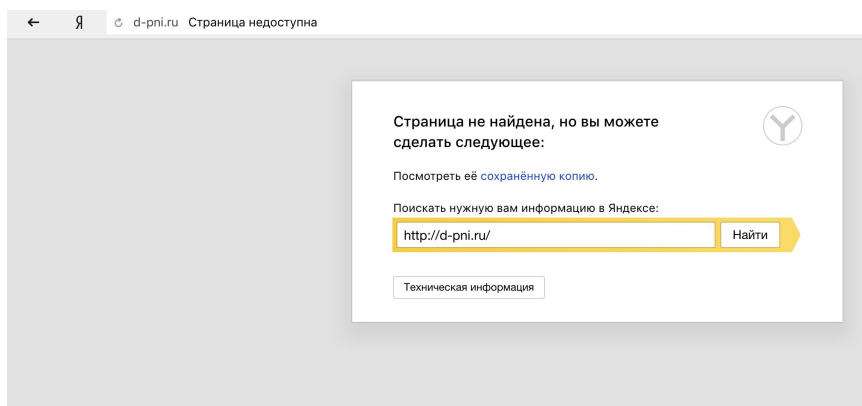 Я d-pni.ru Страница недоступна
Страница не найдена, но вы можете
сделать следующее:
Посмотреть её сохранённую копию.
Поискать нужную вам информацию в Яндексе:
http://d-pni.ru/ Найти
Техническая информация